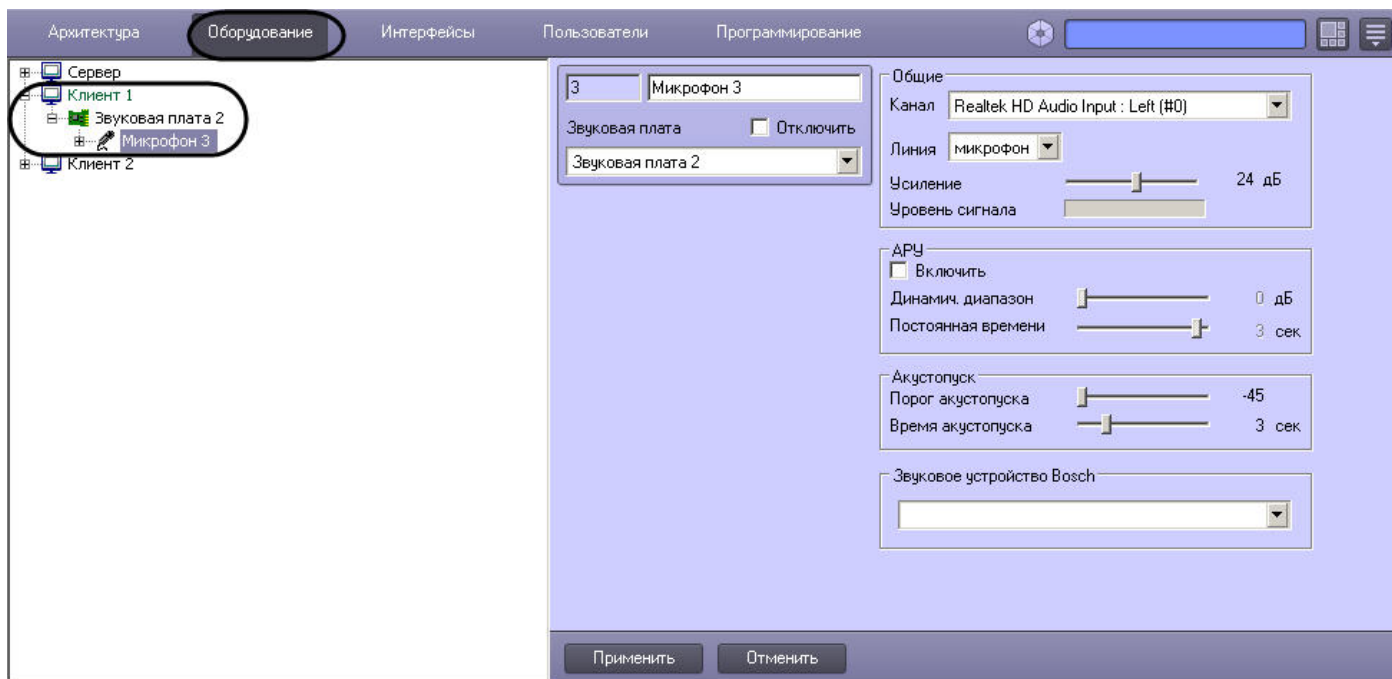 Архитектура Оборудование Интерфейсы Пользователи Программирование
Сервер
Клиент 1
Звуковая плата 2
Микрофон 3
Клиент 2
3 Микрофон 3
Звуковая плата Отключить
Звуковая плата 2
Общие
Канал Realtek HD Audio Input : Left (#0)
Линия микрофон
Усиление 24 дБ
Уровень сигнала
АРУ
Включить
Динамич. диапазон 0 дБ
Постоянная времени 3 сек
Акустопуск
Порог акустопуска -45
Время акустопуска 3 сек
Звуковое устройство Bosch
Применить Отменить